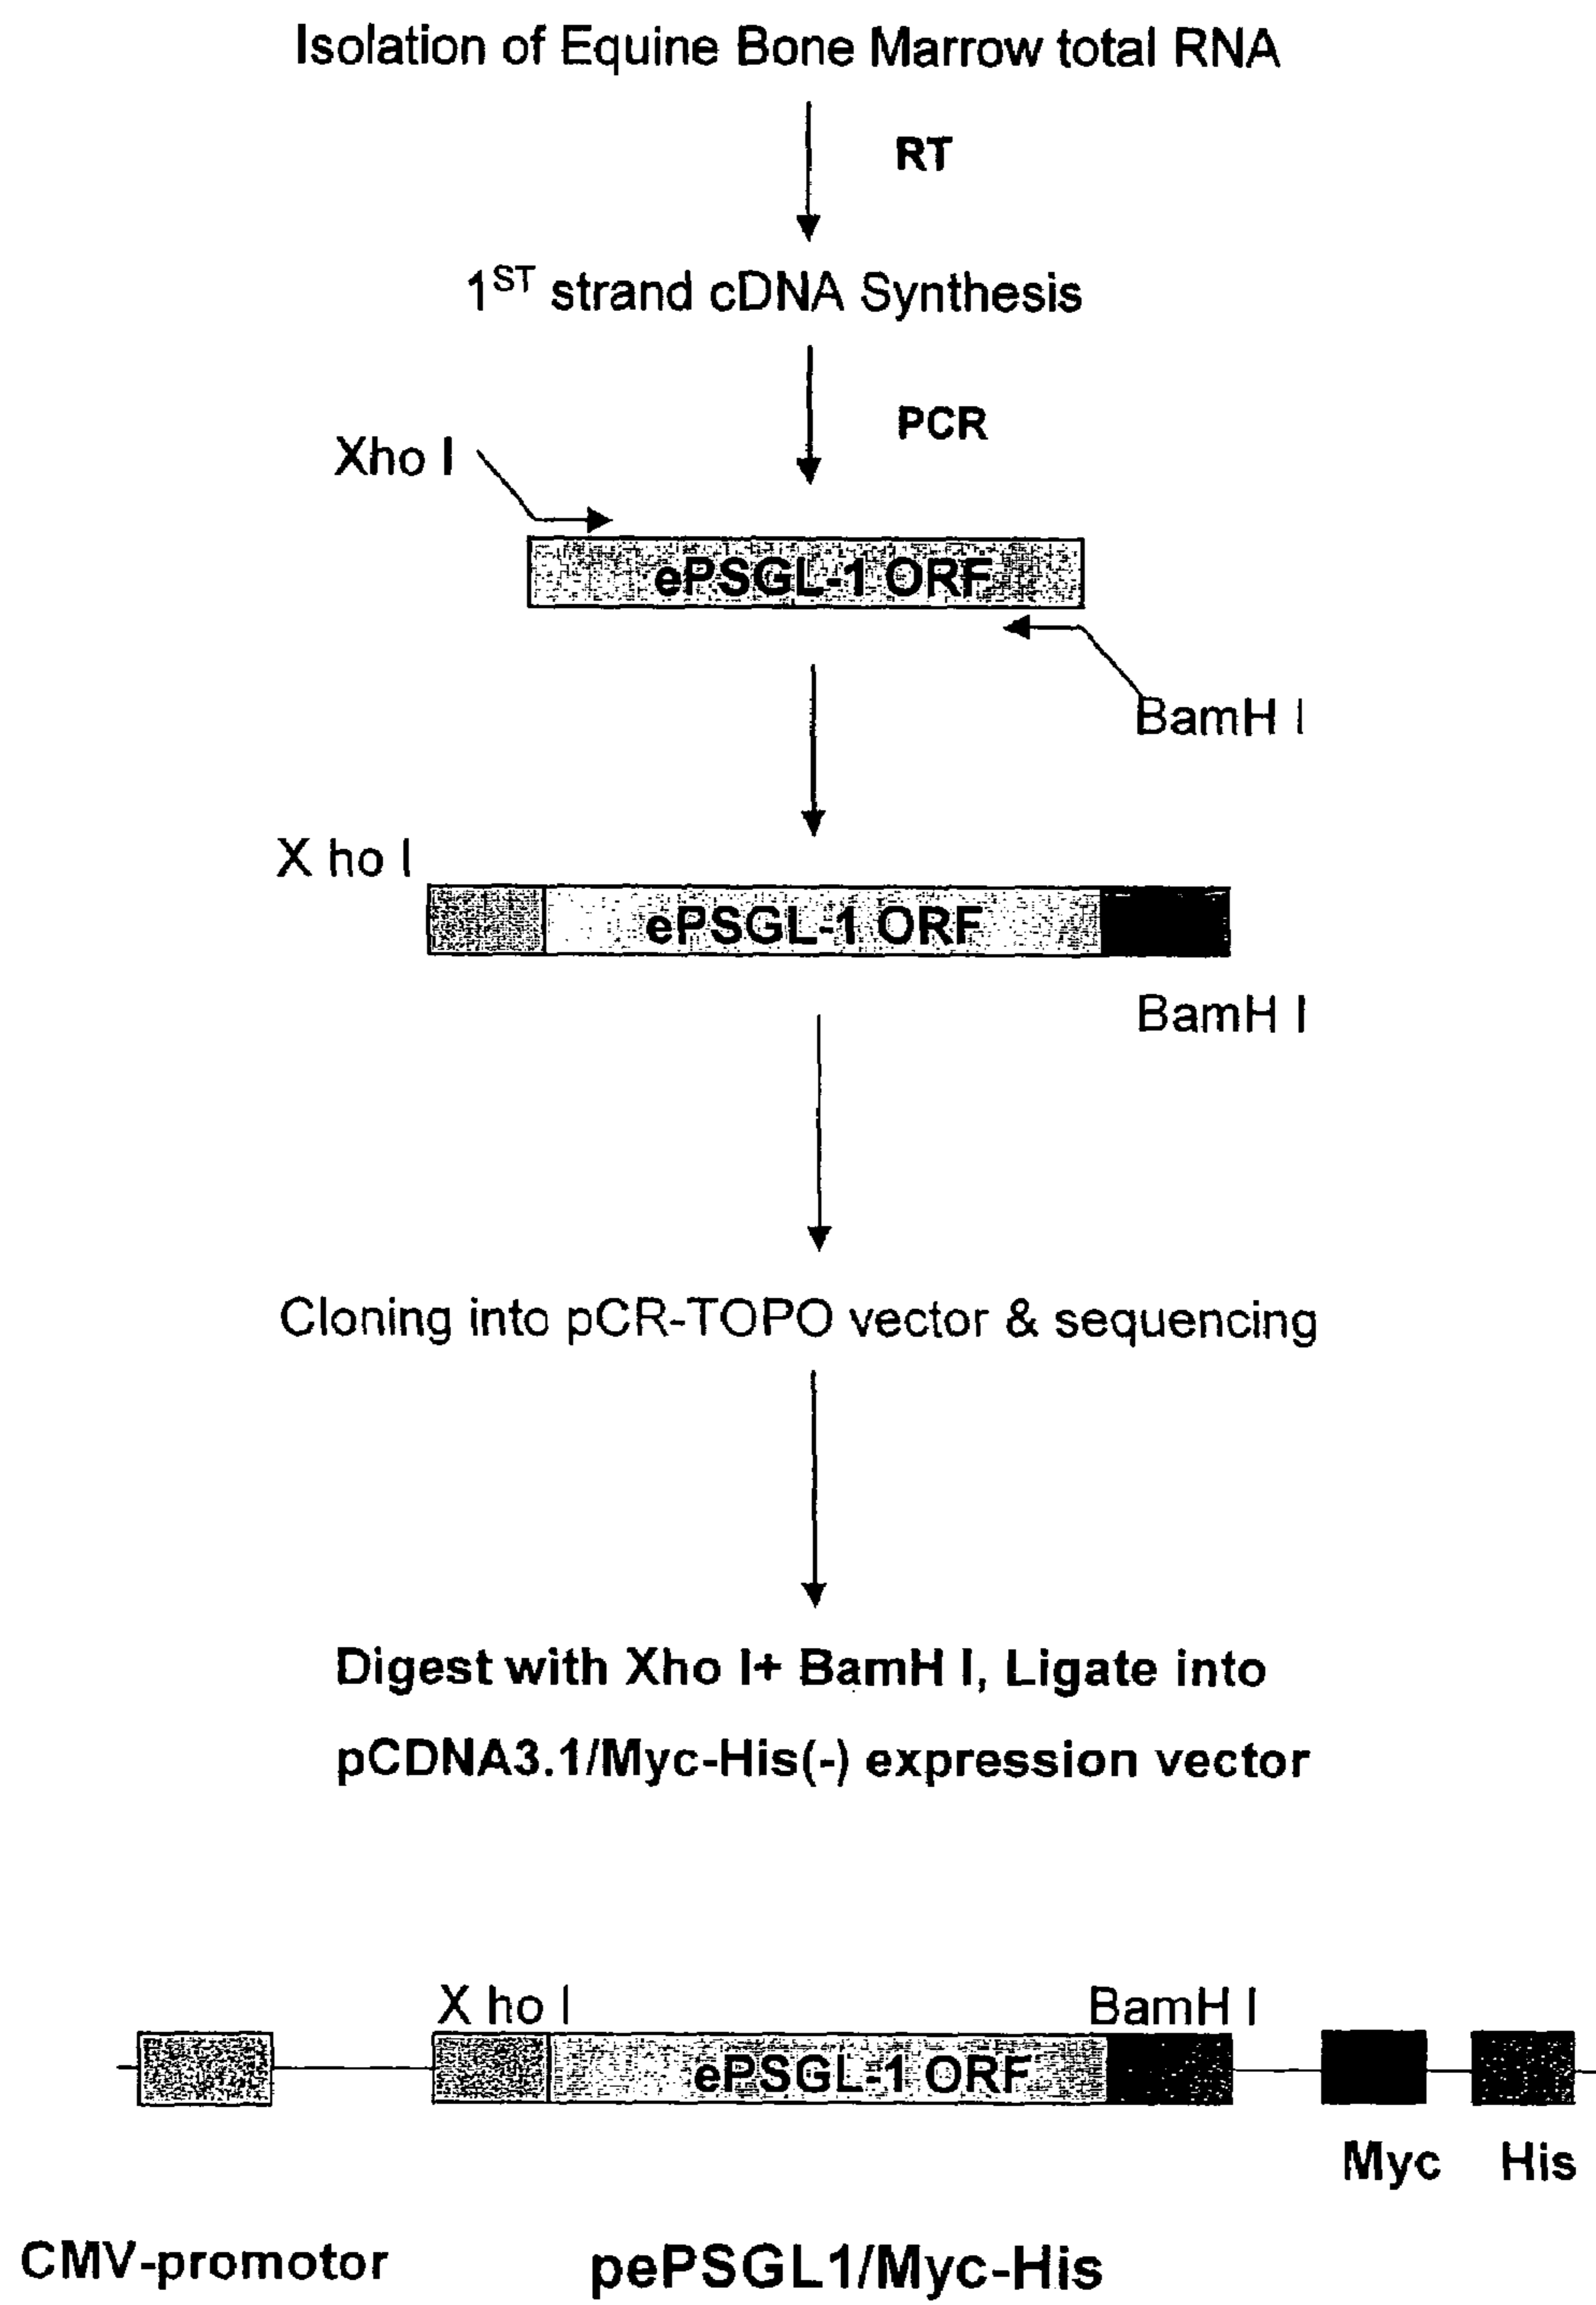 Isolation of Equine Bone Marrow total RNA
RT
1ST strand cDNA Synthesis
PCR
Xho I
ePSGL-1 ORF
BamH I
X ho I
ePSGL-1 ORF
BamH I
Cloning into pCR-TOPO vector & sequencing
Digest with Xho I+ BamH I, Ligate into
pCDNA3.1/Myc-His(-) expression vector
X ho I BamH I
ePSGL-1 ORF
Myc His
CMV-promotor pePSGL1/Myc-His